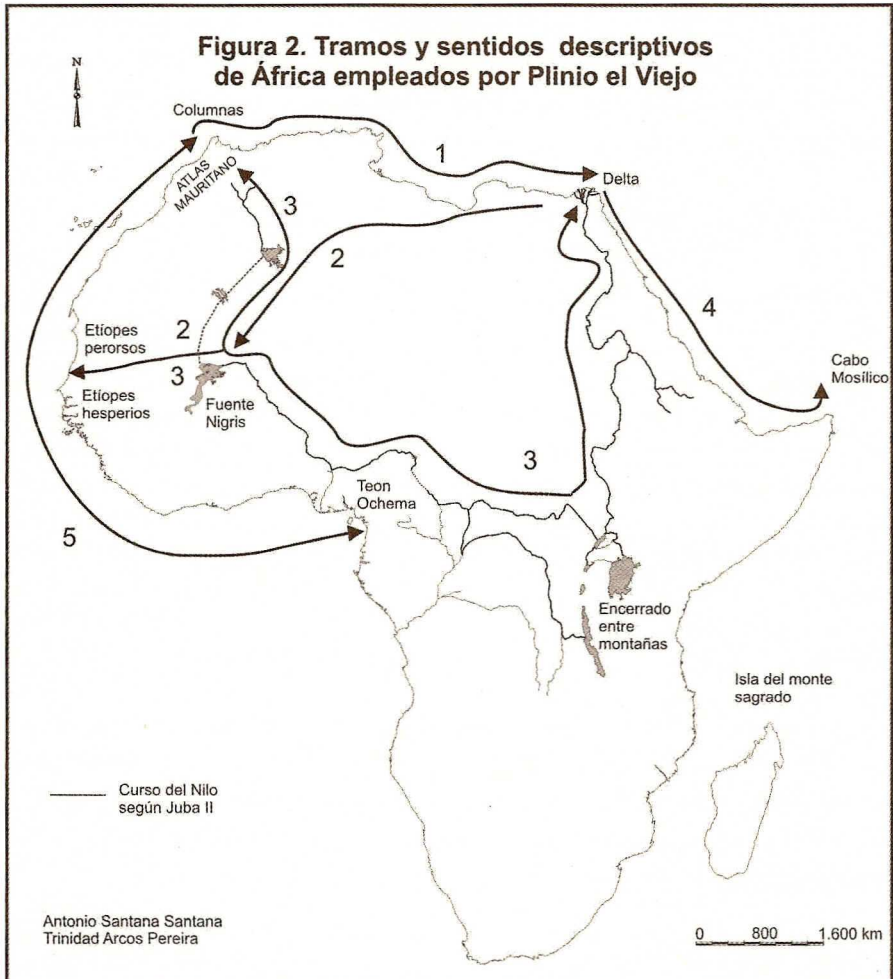 Figura 2. Tramos y sentidos descriptivos
de África empleados por Plinio el Viejo
N
Columnas
1
Delta
ATLAS
MAURITANO
3
2
4
2
Etíopes
perorsos
3
Cabo
Mosílico
Etíopes
hesperios
Fuente
Nigris
3
Teon
Ochema
5
Encerrado
entre
montañas
Isla del monte
sagrado
Curso del Nilo
según Juba II
Antonio Santana Santana
Trinidad Arcos Pereira
0 800 1.600 km